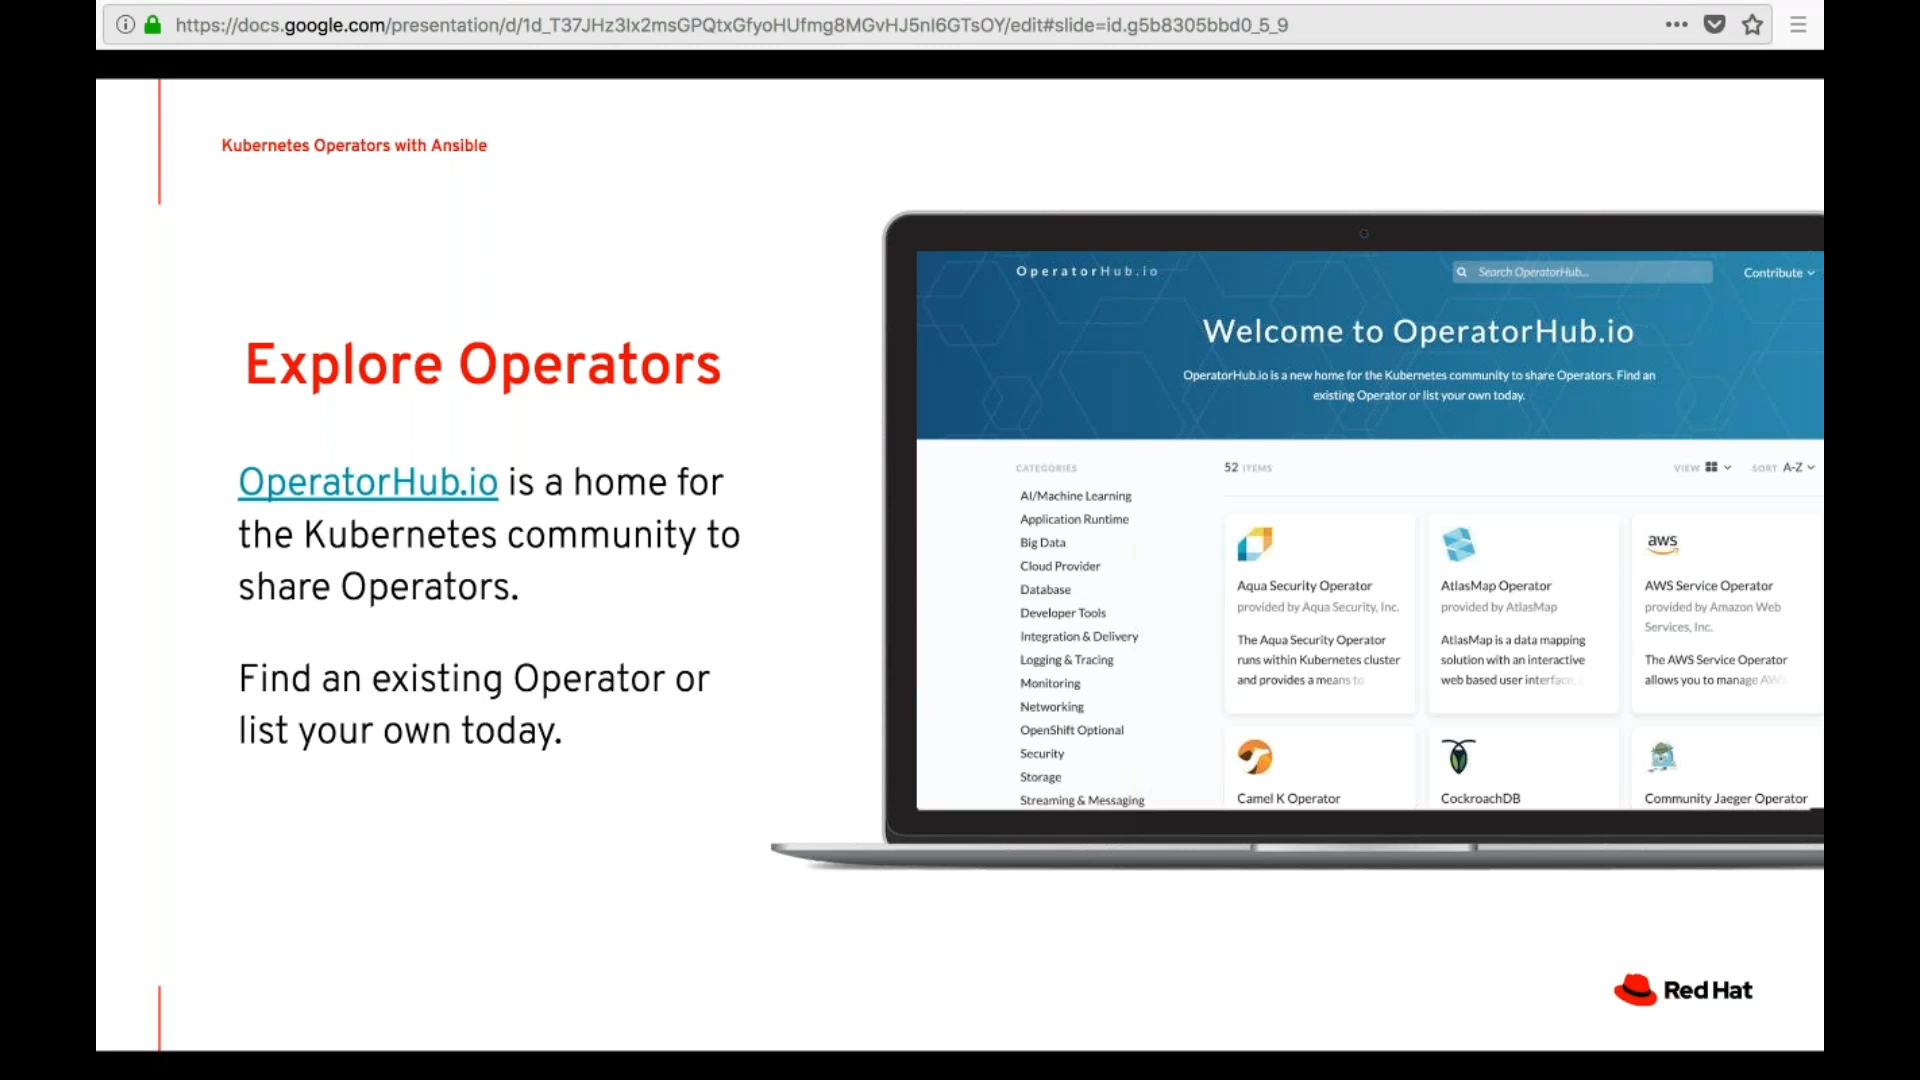 https://docs.google.com/presentation/d/1d_T37JHz3Ix2msGPQtxGfyoHUfmg8MGvHJ5nI6GTsOY/edit#slide=id.g5b8305bbd0_5_9
Kubernetes Operators with Ansible
Explore Operators
OperatorHub.io is a home for
the Kubernetes community to
share Operators.
Find an existing Operator or
list your own today.
OperatorHub.io
Search OperatorHub...
Contribute
Welcome to OperatorHub.io
OperatorHub.io is a new home for the Kubernetes community to share Operators. Find an
existing Operator or list your own today.
CATEGORIES
AI/Machine Learning
Application Runtime
Big Data
Cloud Provider
Database
Developer Tools
Integration & Delivery
Logging & Tracing
Monitoring
Networking
OpenShift Optional
Security
Storage
Streaming & Messaging
52 ITEMS
VIEW
SORT A-Z
Aqua Security Operator
provided by Aqua Security, Inc.
The Aqua Security Operator
runs within Kubernetes cluster
and provides a means to
AtlasMap Operator
provided by AtlasMap
AtlasMap is a data mapping
solution with an interactive
web based user interface,
aws
AWS Service Operator
provided by Amazon Web
Services, Inc.
The AWS Service Operator
allows you to manage AWS
Camel K Operator
CockroachDB
Community Jaeger Operator
Red Hat